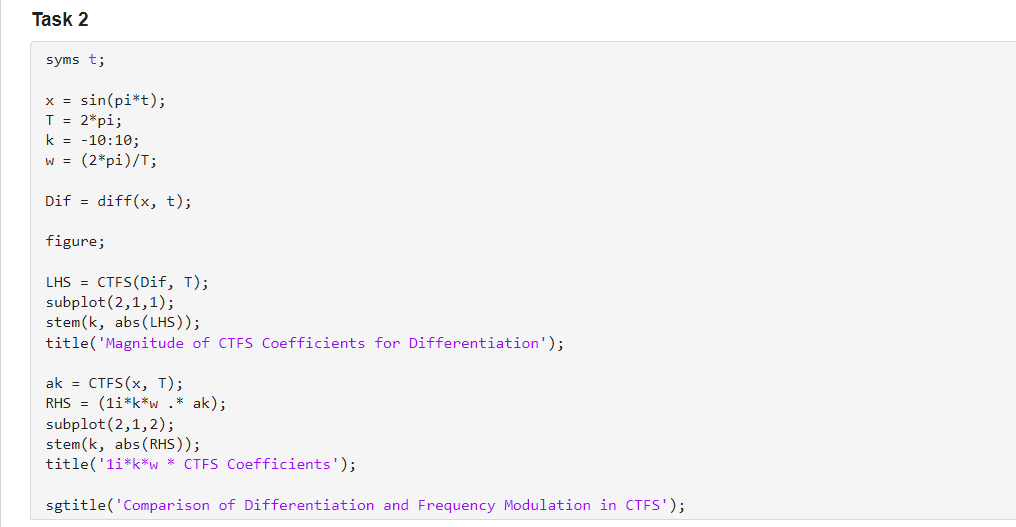 Task 2
syms t;
x = sin(pi*t);
T = 2*pi;
k = -10:10;
w = (2*pi)/T;
Dif = diff(x, t);
figure;
LHS = CTFS(Dif, T);
subplot(2,1,1);
stem(k, abs(LHS));
title('Magnitude of CTFS Coefficients for Differentiation');
ak = CTFS(x, T);
RHS = (1i*k*w .* ak);
subplot(2,1,2);
stem(k, abs(RHS));
title('1i*k*w * CTFS Coefficients');
sgtitle('Comparison of Differentiation and Frequency Modulation in CTFS');